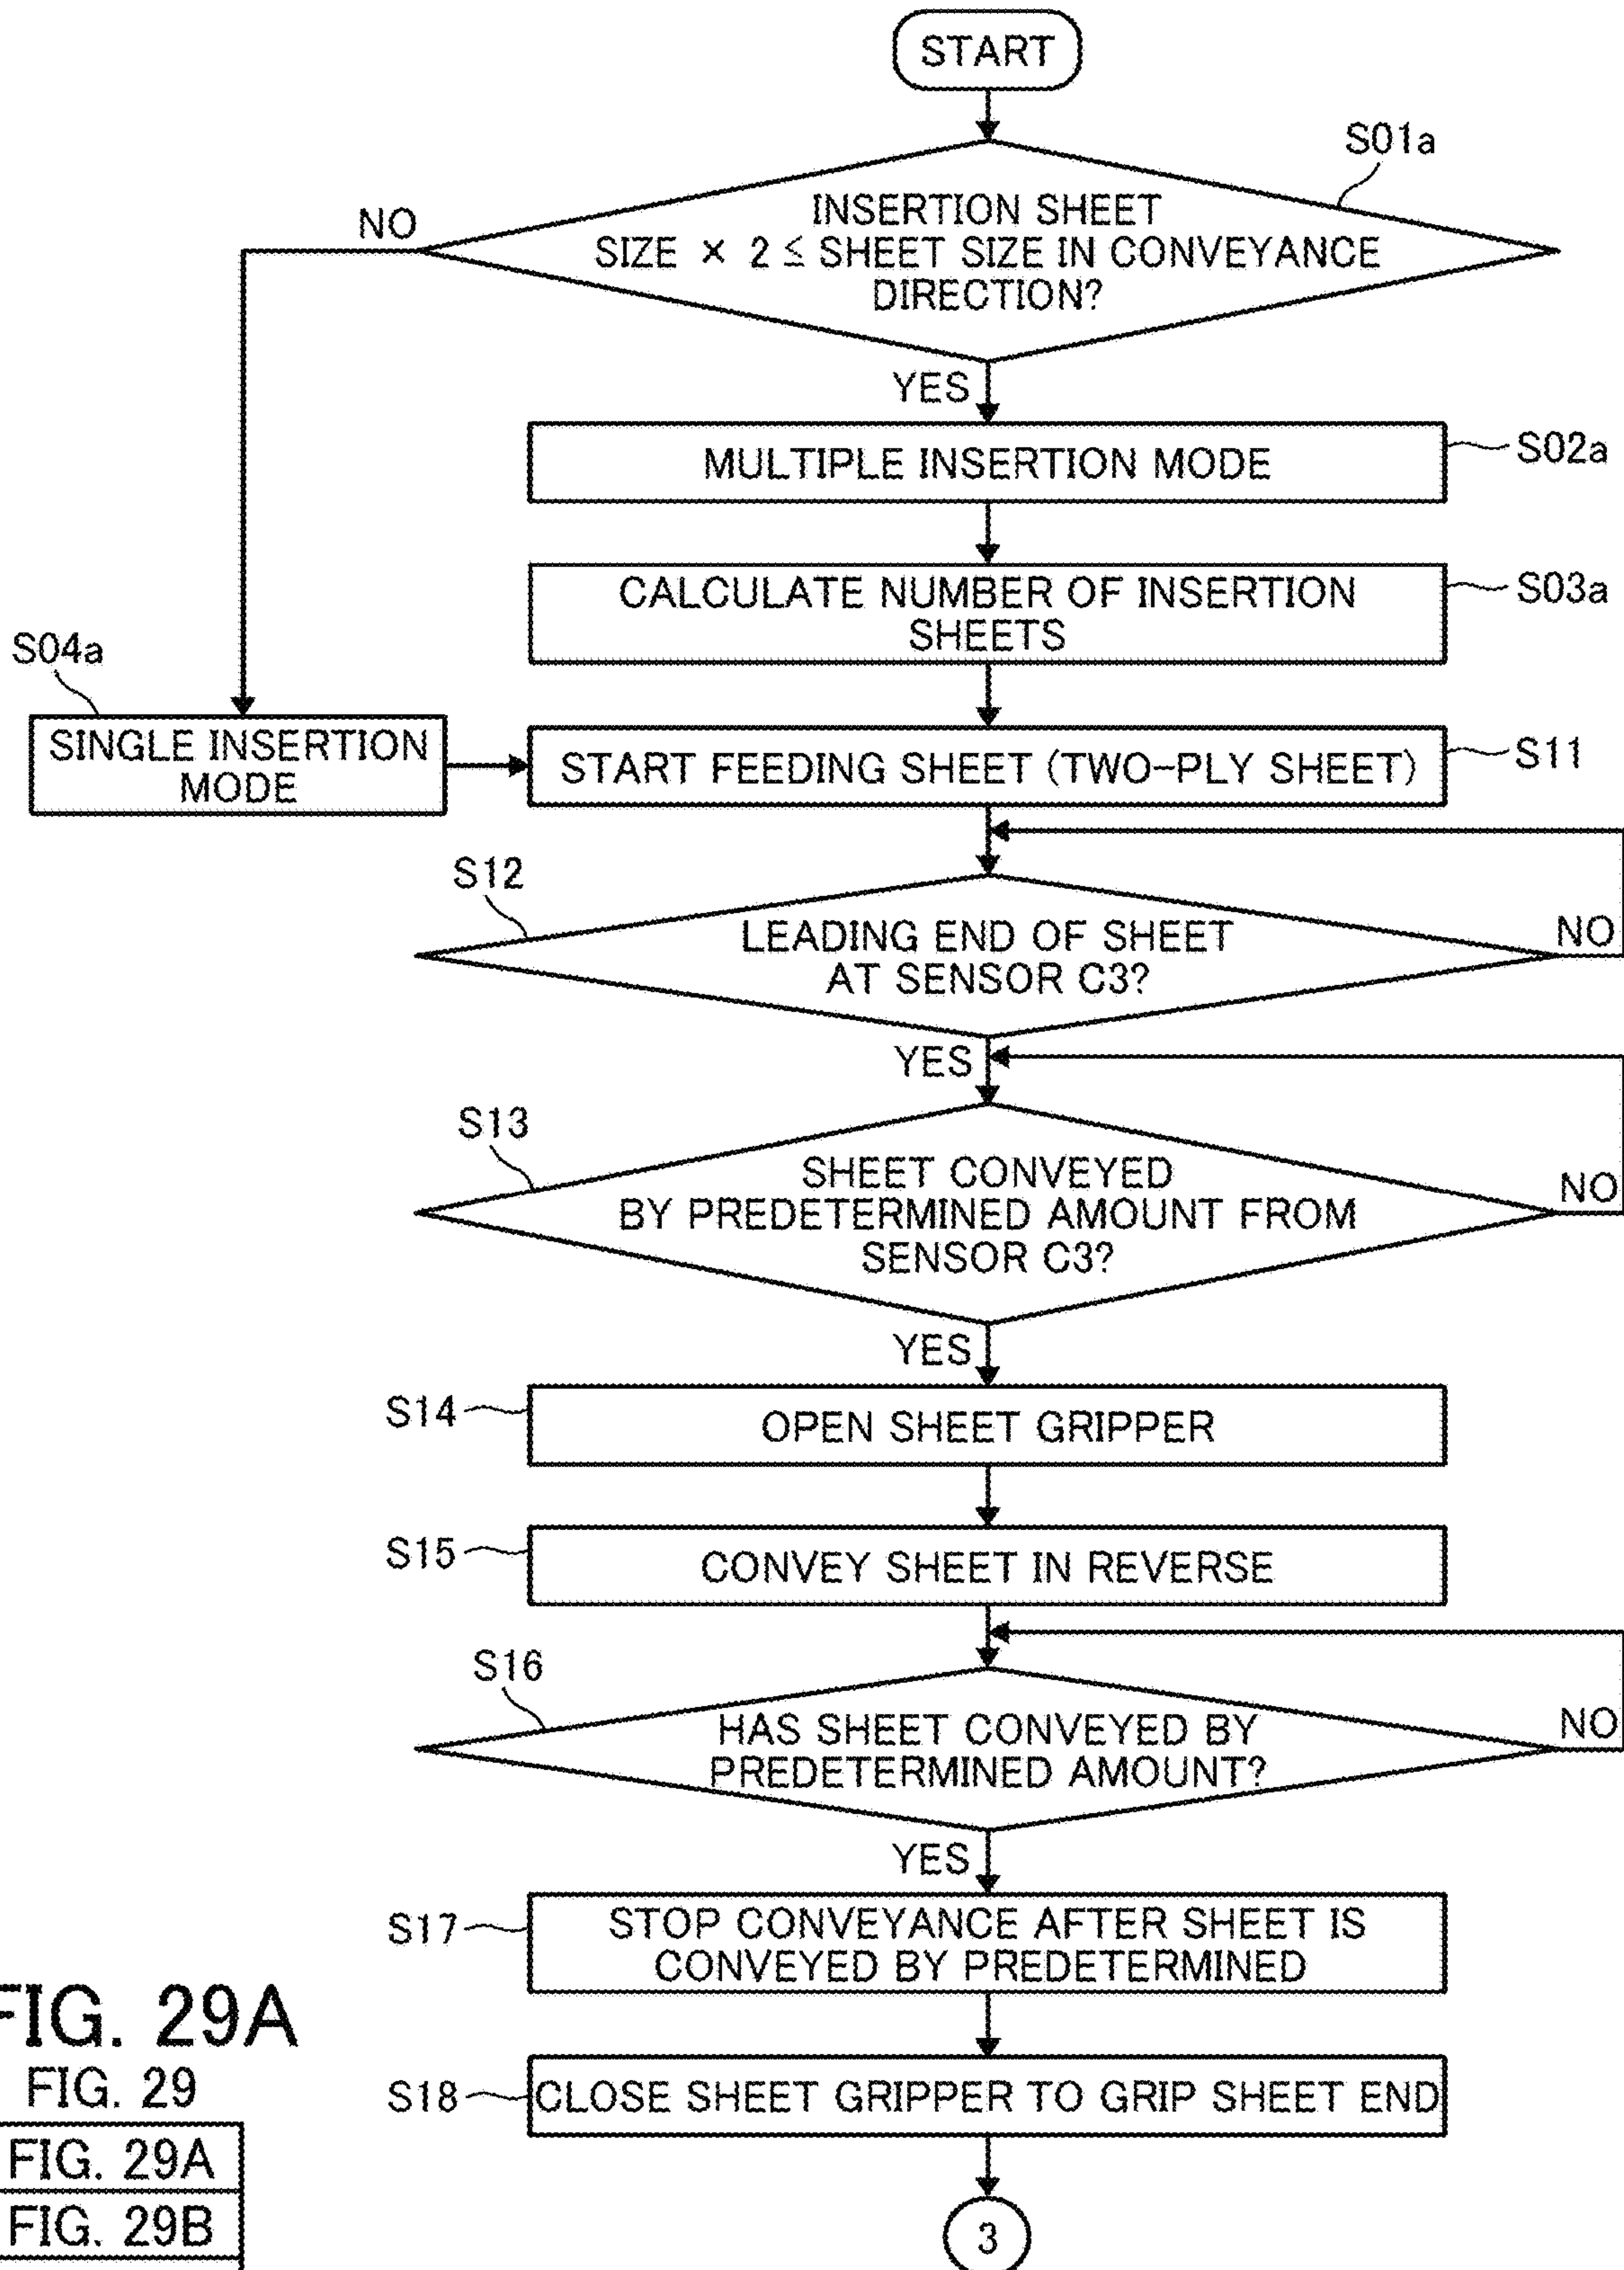 START
S01a
INSERTION SHEET
SIZE × 2 ≤ SHEET SIZE IN CONVEYANCE
DIRECTION?
NO
YES
MULTIPLE INSERTION MODE
S02a
CALCULATE NUMBER OF INSERTION
SHEETS
S03a
S04a
SINGLE INSERTION
MODE
START FEEDING SHEET (TWO-PLY SHEET)
S11
S12
LEADING END OF SHEET
AT SENSOR C3?
NO
YES
S13
SHEET CONVEYED
BY PREDETERMINED AMOUNT FROM
SENSOR C3?
NO
YES
S14
OPEN SHEET GRIPPER
S15
CONVEY SHEET IN REVERSE
S16
HAS SHEET CONVEYED BY
PREDETERMINED AMOUNT?
NO
YES
S17
STOP CONVEYANCE AFTER SHEET IS
CONVEYED BY PREDETERMINED
S18
CLOSE SHEET GRIPPER TO GRIP SHEET END
3
FIG. 29A
FIG. 29
FIG. 29A
FIG. 29B